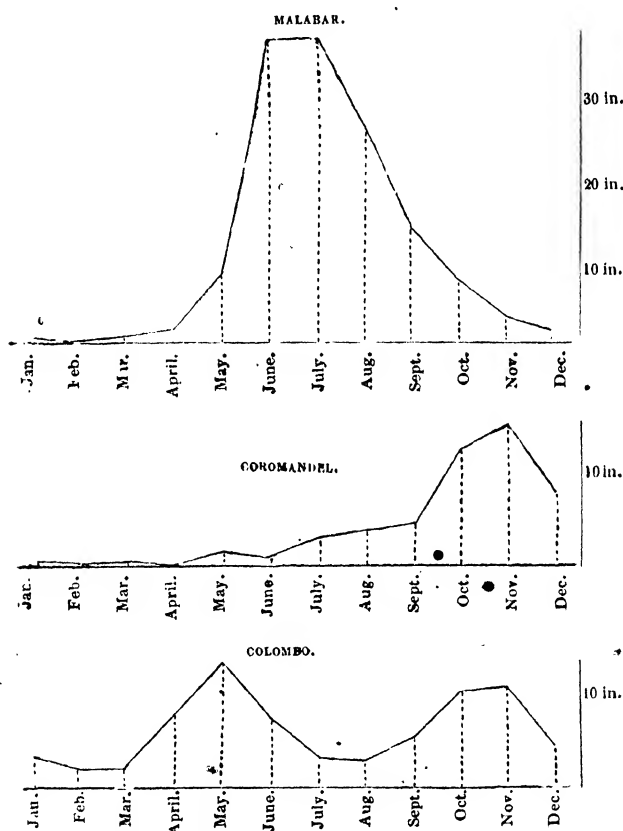 MALABAR.
30 in.
20 in.
10 in.
Jan. Feb. Mar. April. May. June. July. Aug. Sept. Oct. Nov. Dec.
COROMANDEL.
10 in.
Jan. Feb. Mar. April. May. June. July. Aug. Sept. Oct. Nov. Dec.
COLOMBO.
10 in.
Jan. Feb. Mar. April. May. June. July. Aug. Sept. Oct. Nov. Dec.